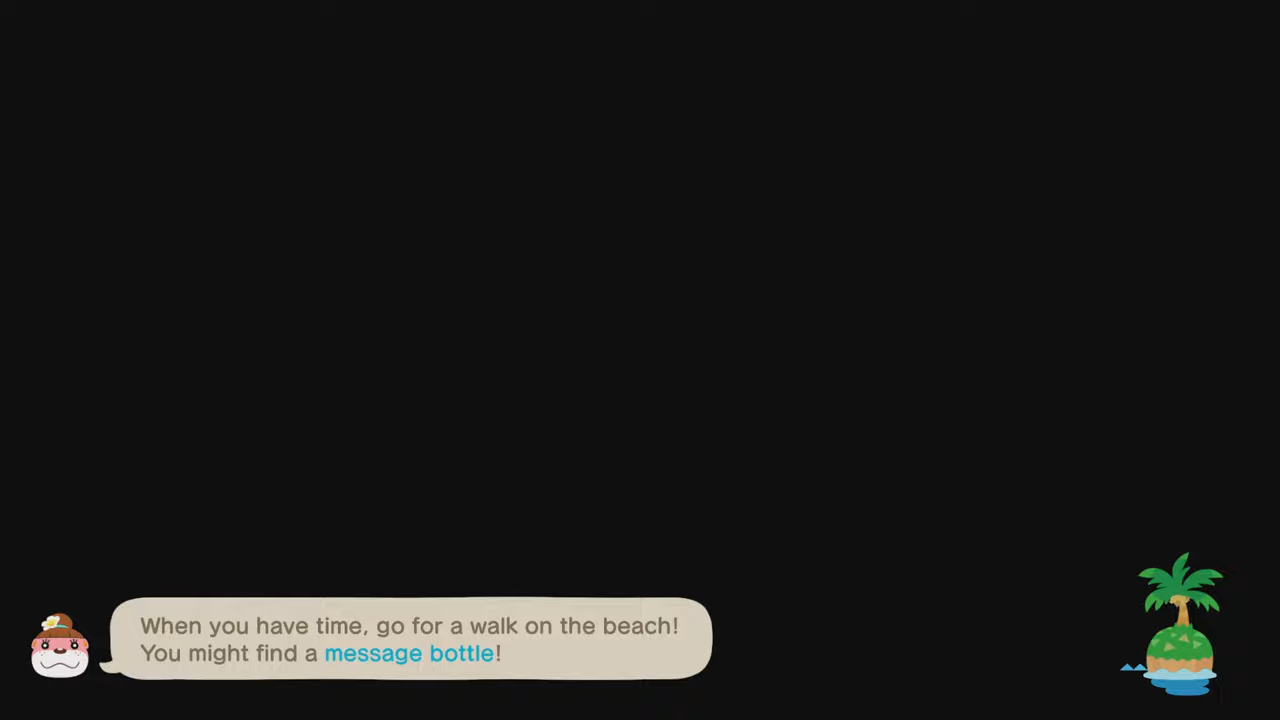 When you have time, go for a walk on the beach!
You might find a message bottle!